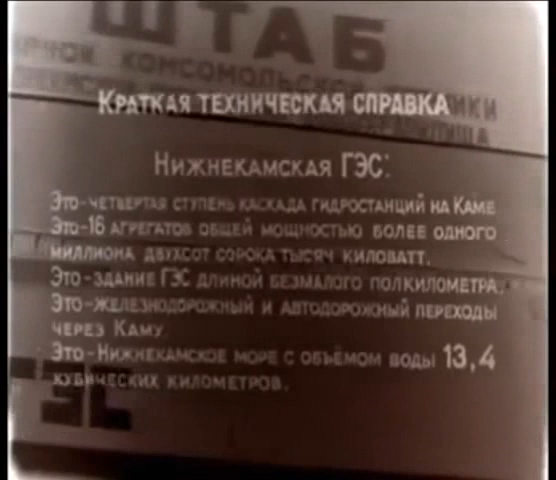 ШТАБ
КОМСОМОЛЬСКОЙ
КРАТКАЯ ТЕХНИЧЕСКАЯ СПРАВКА
НИЖНЕКАМСКАЯ ГЭС:
ЭТО-ЧЕТВЕРТАЯ СТУПЕНЬ КАСКАДА ГИДРОСТАНЦИЙ НА КАМЕ
ЭТО-16 АГРЕГАТОВ ОБЩЕЙ МОЩНОСТЬЮ БОЛЕЕ ОДНОГО
МИЛЛИОНА ДВУХСОТ СОРОКА ТЫСЯЧ КИЛОВАТТ.
ЭТО-ЗДАНИЕ ГЭС ДЛИНОЙ БЕЗМАЛОГО ПОЛКИЛОМЕТРА.
ЭТО-ЖЕЛЕЗНОДОРОЖНЫЙ И АВТОДОРОЖНЫЙ ПЕРЕХОДЫ
ЧЕРЕЗ КАМУ.
ЭТО-НИЖНЕКАМСКОЕ МОРЕ С ОБЪЁМОМ ВОДЫ 13,4
КУБИЧЕСКИХ КИЛОМЕТРОВ.